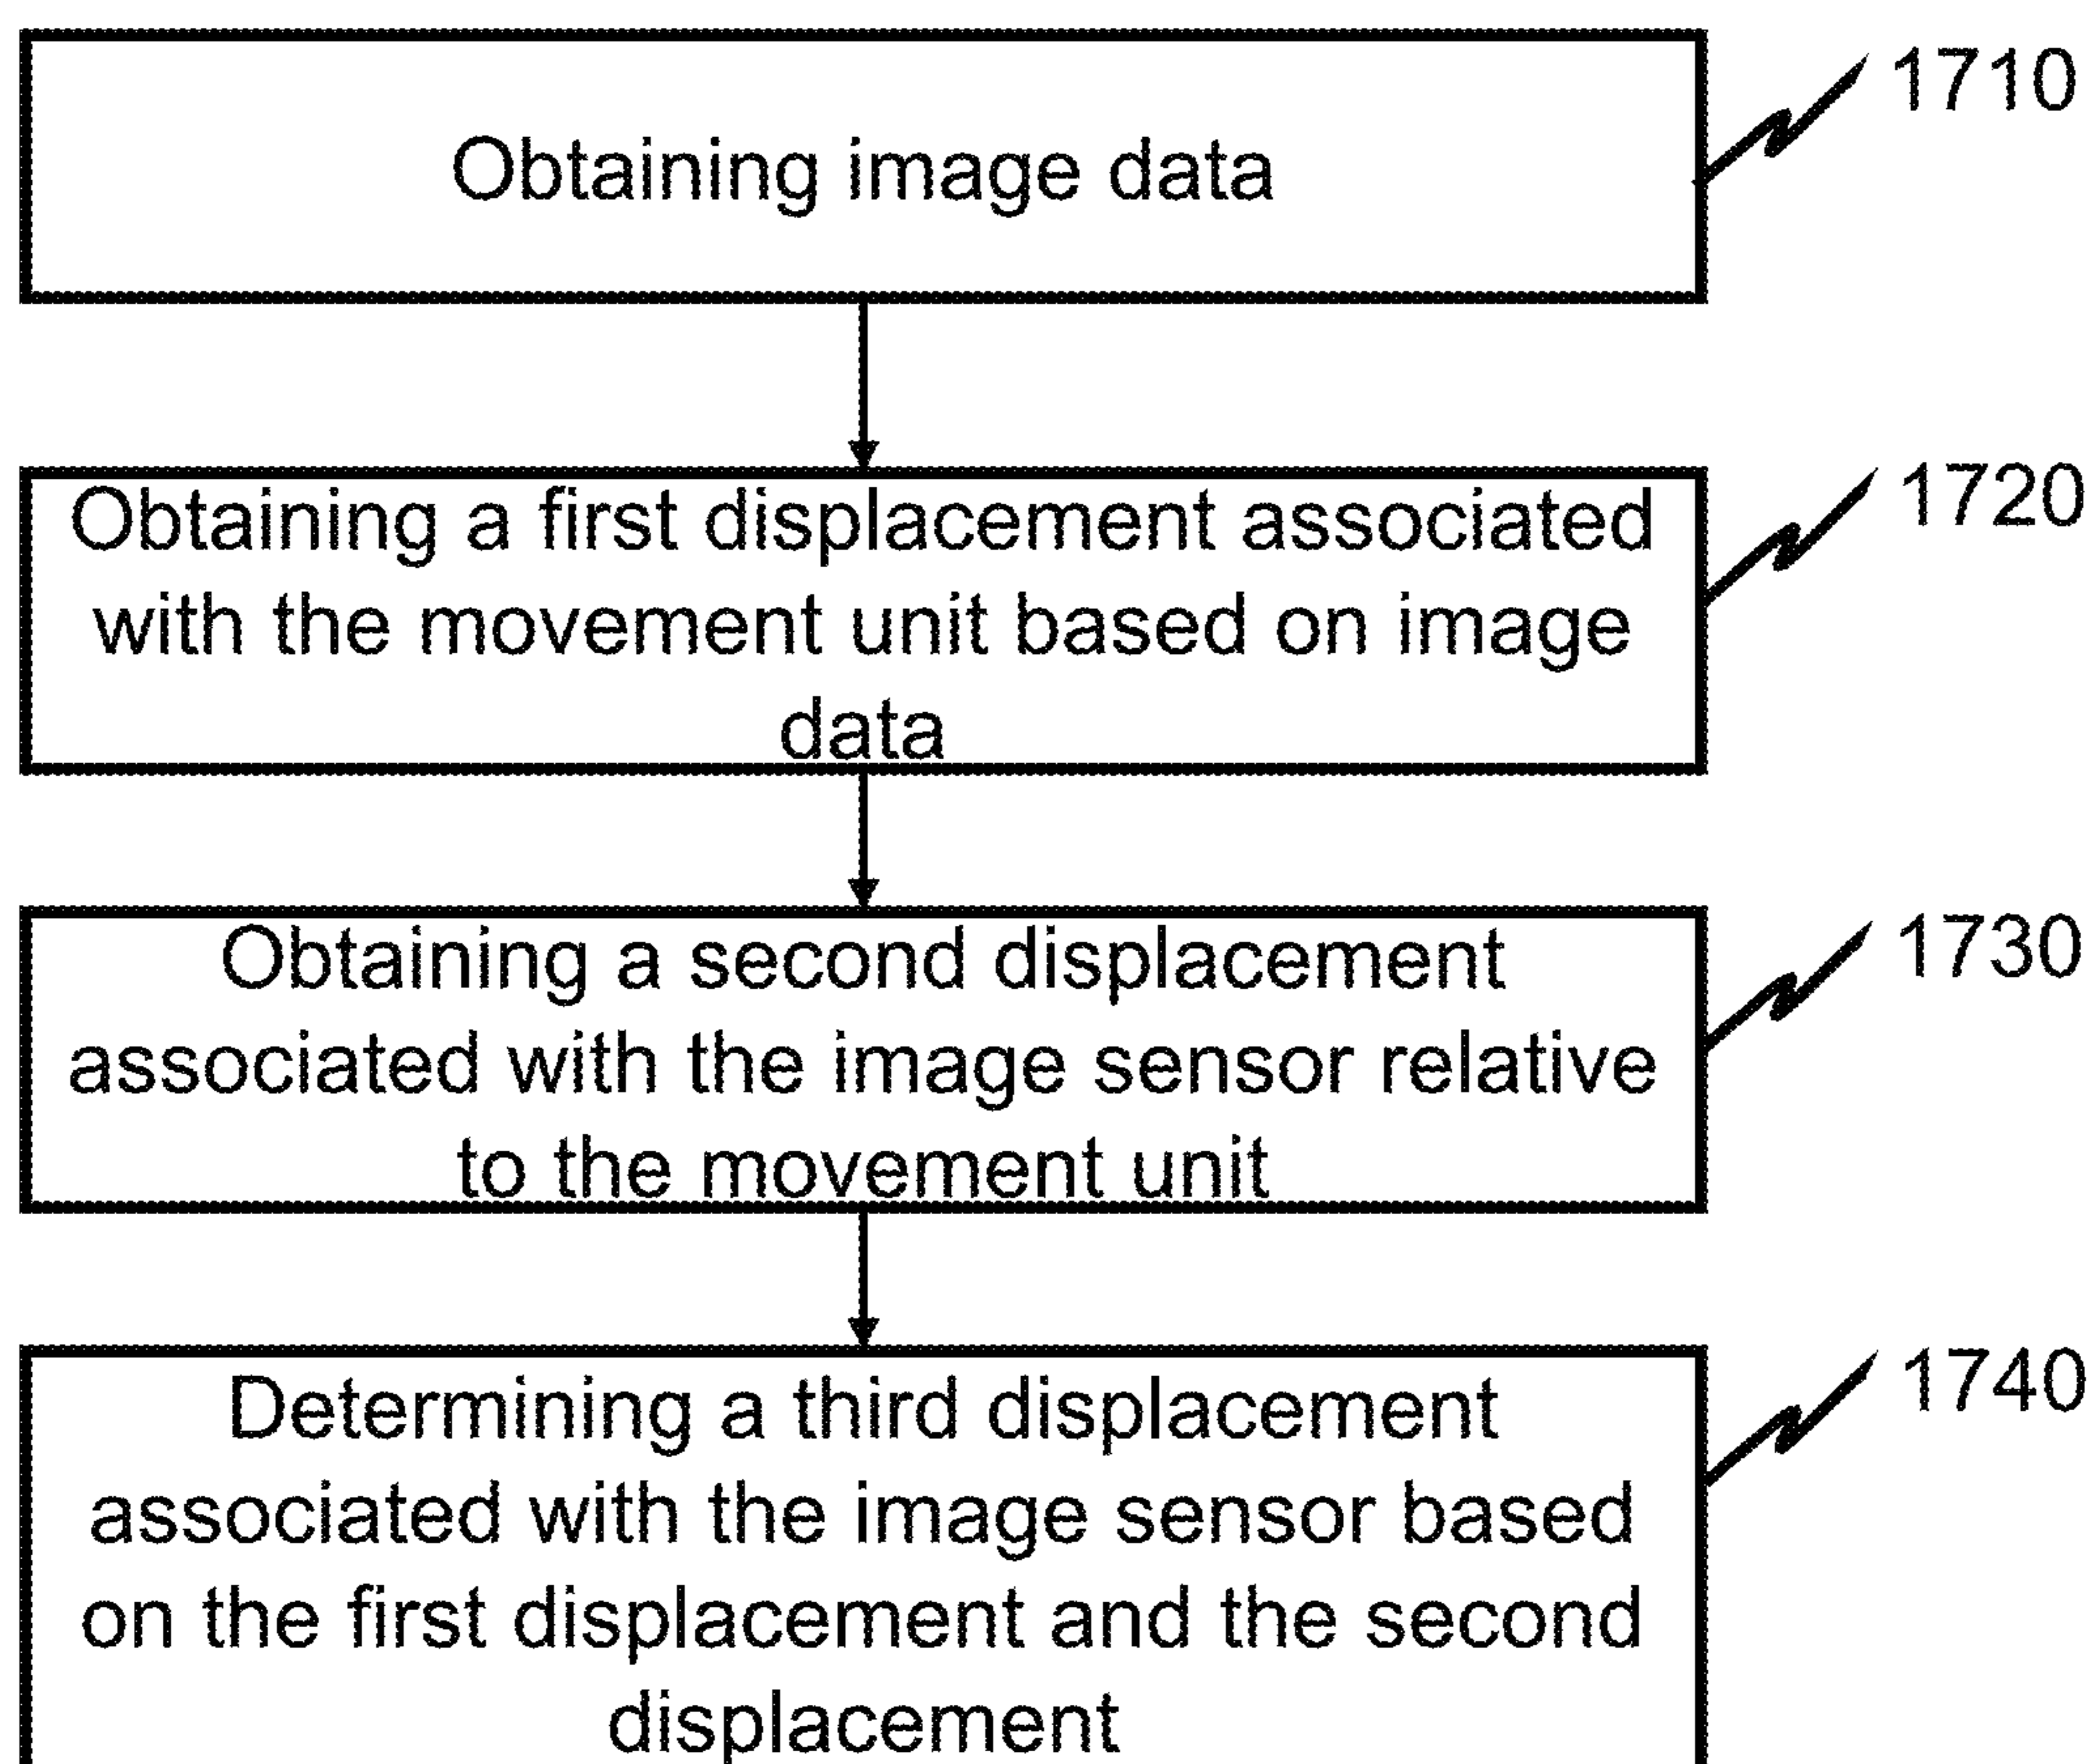 Obtaining image data
1710
Obtaining a first displacement associated
with the movement unit based on image
data
1720
Obtaining a second displacement
associated with the image sensor relative
to the movement unit
1730
Determining a third displacement
associated with the image sensor based
on the first displacement and the second
displacement
1740